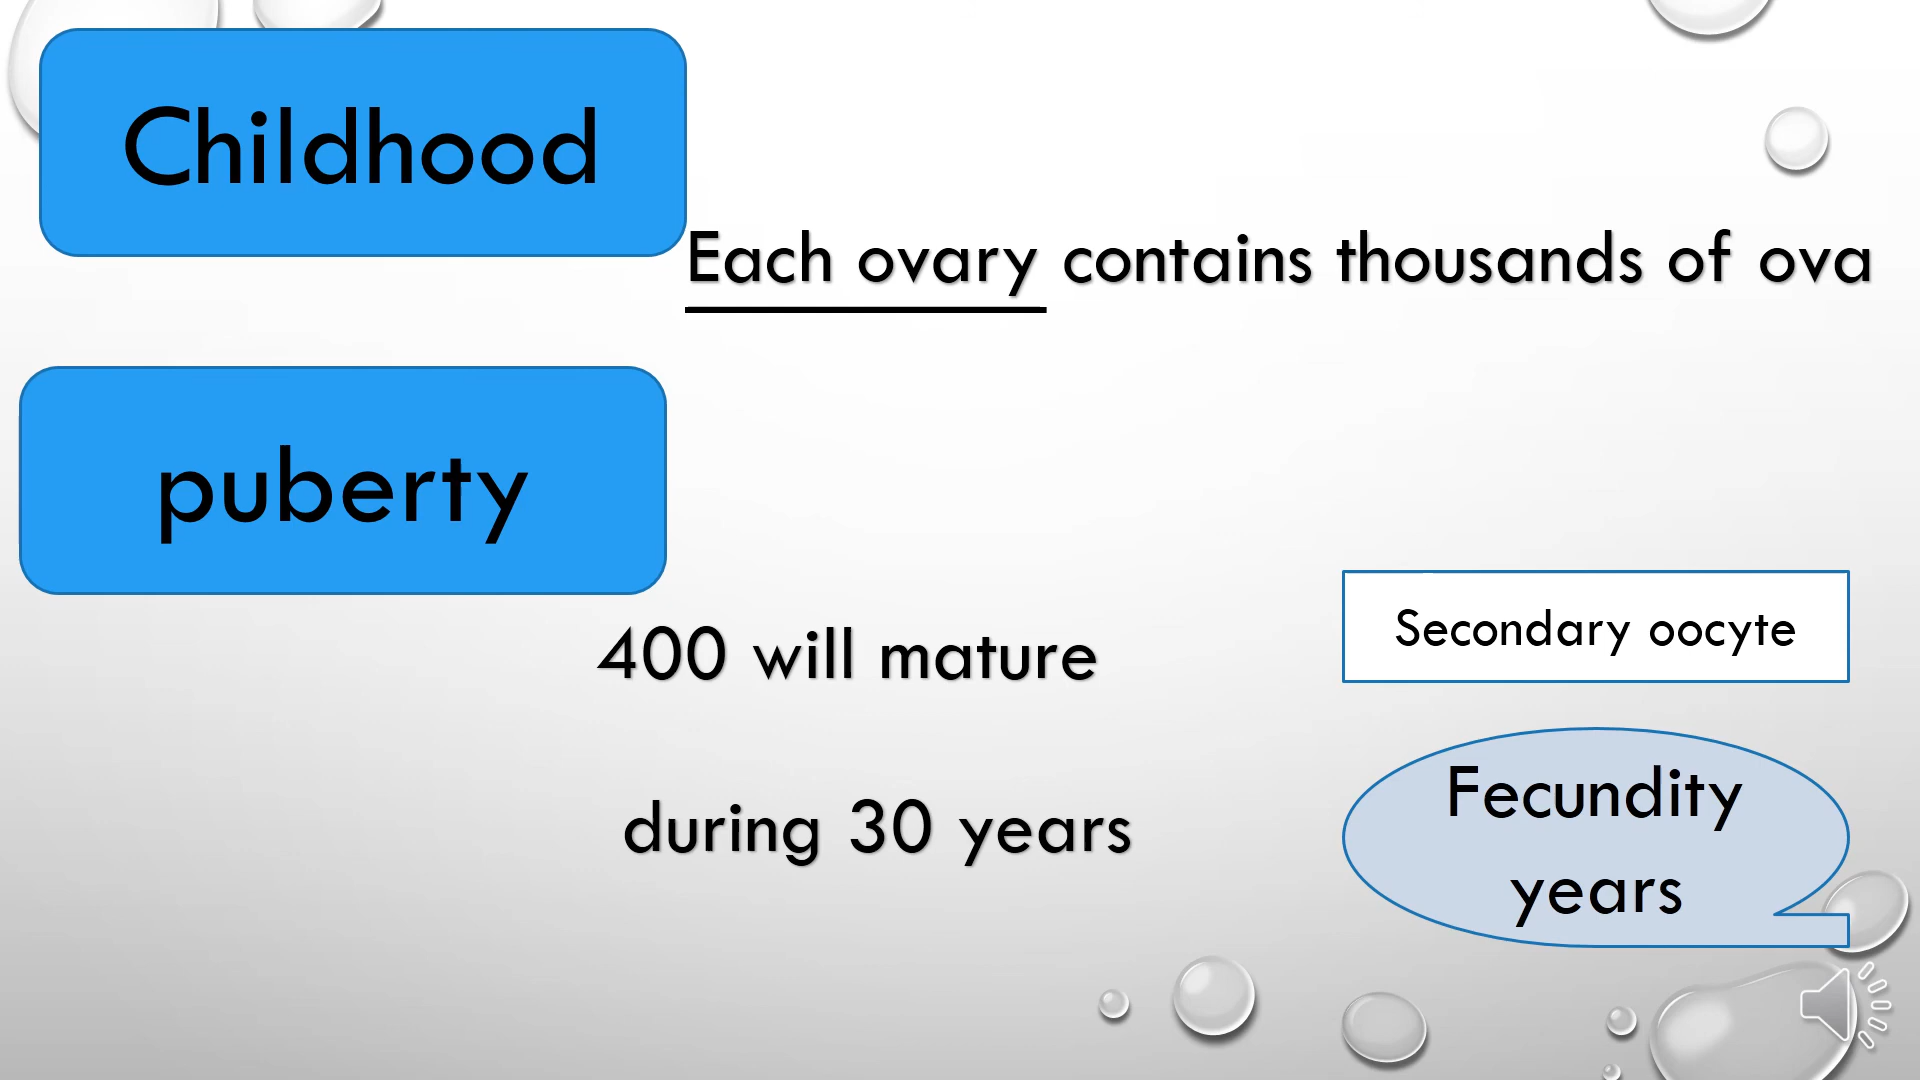 Childhood
Each ovary contains thousands of ova
puberty
400 will mature
Secondary oocyte
during 30 years
Fecundity
years